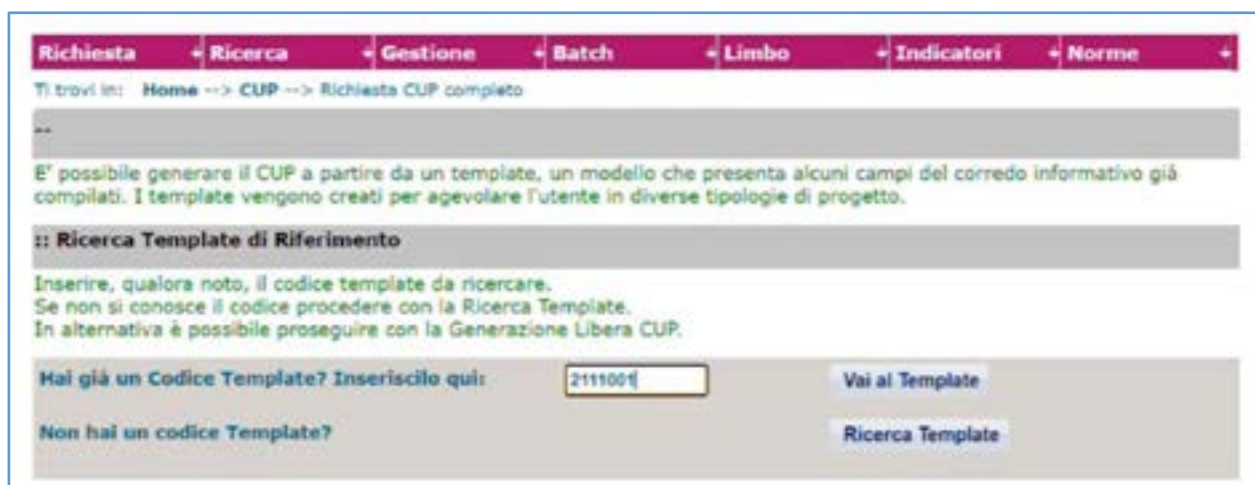 Richiesta Ricerca Gestione Batch Limbo Indicatori Norme
Ti trovi in: Home --> CUP --> Richiesta CUP completo
--
E' possibile generare il CUP a partire da un template, un modello che presenta alcuni campi del corredo informativo già
compilati. I template vengono creati per agevolare l'utente in diverse tipologie di progetto.
:: Ricerca Template di Riferimento
Inserire, qualora noto, il codice template da ricercare.
Se non si conosce il codice procedere con la Ricerca Template.
In alternativa è possibile proseguire con la Generazione Libera CUP.
Hai già un Codice Template? Inseriscilo qui: 2111001 Vai al Template
Non hai un codice Template? Ricerca Template